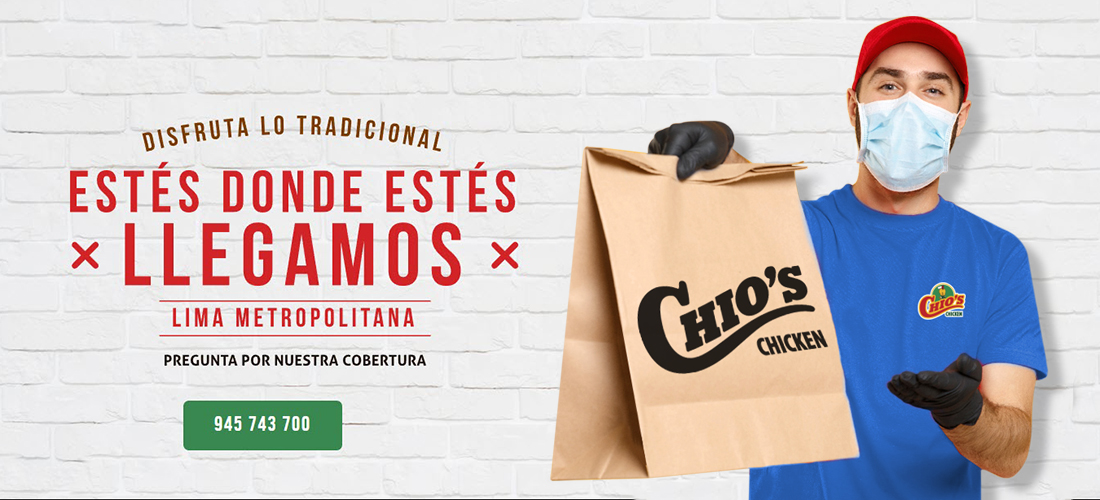 DISFRUTA LO TRADICIONAL
ESTÉS DONDE ESTÉS
LLEGAMOS
LIMA METROPOLITANA
PREGUNTA POR NUESTRA COBERTURA
945 743 700
CHIO'S
CHICKEN
CHIO'S
CHICKEN